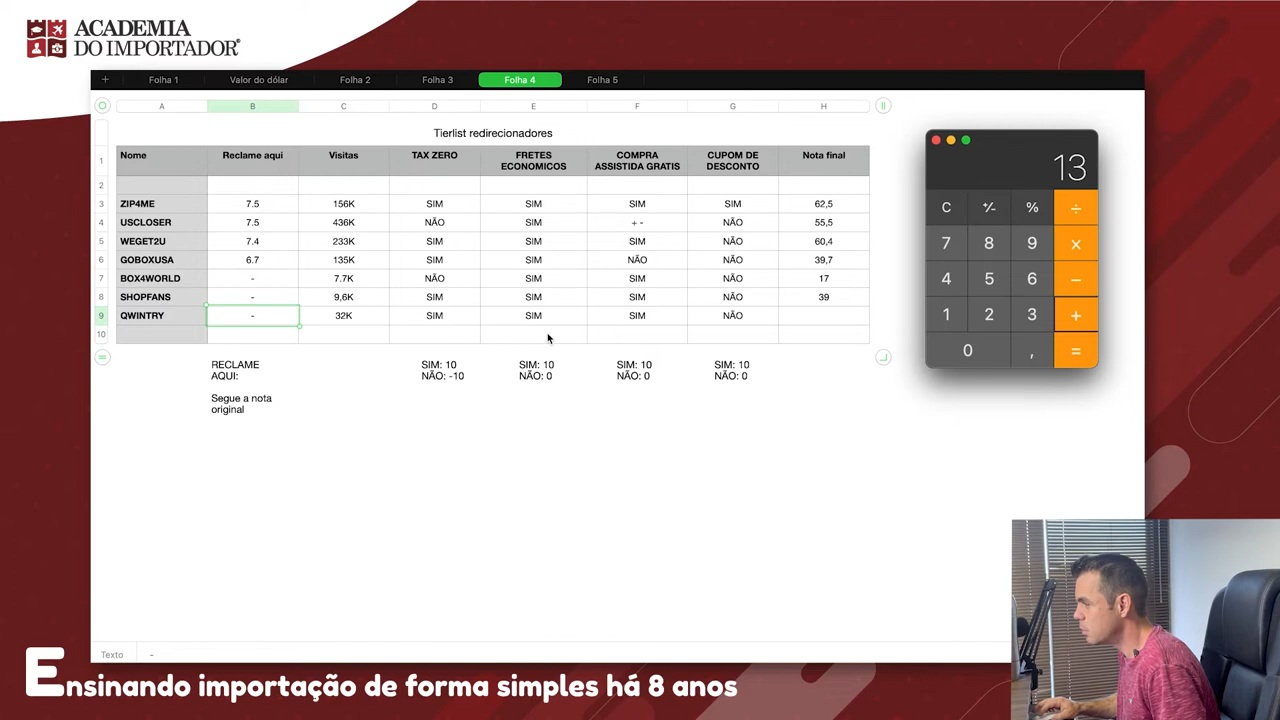 ACADEMIA
DO IMPORTADOR®
+ Folha 1 Valor do dólar Folha 2 Folha 3 Folha 4 Folha 5
A B C D E F G H
Tierlist redirecionadores
1 Nome Reclame aqui Visitas TAX ZERO FRETES ECONOMICOS COMPRA ASSISTIDA GRATIS CUPOM DE DESCONTO Nota final
2
3 ZIP4ME 7.5 156K SIM SIM SIM SIM 62,5
4 USCLOSER 7.5 436K NÃO SIM + - NÃO 55,5
5 WEGET2U 7.4 233K SIM SIM SIM NÃO 60,4
6 GOBOXUSA 6.7 135K SIM SIM NÃO NÃO 39,7
7 BOX4WORLD - 7.7K NÃO SIM SIM NÃO 17
8 SHOPFANS - 9,6K SIM SIM SIM NÃO 39
9 QWINTRY - 32K SIM SIM SIM NÃO
10
RECLAME SIM: 10 SIM: 10 SIM: 10 SIM: 10
AQUI: NÃO: -10 NÃO: 0 NÃO: 0 NÃO: 0
Segue a nota
original
Texto -
13
C +/- % ÷
7 8 9 ×
4 5 6 −
1 2 3 +
0 , =
Ensinando importação de forma simples há 8 anos